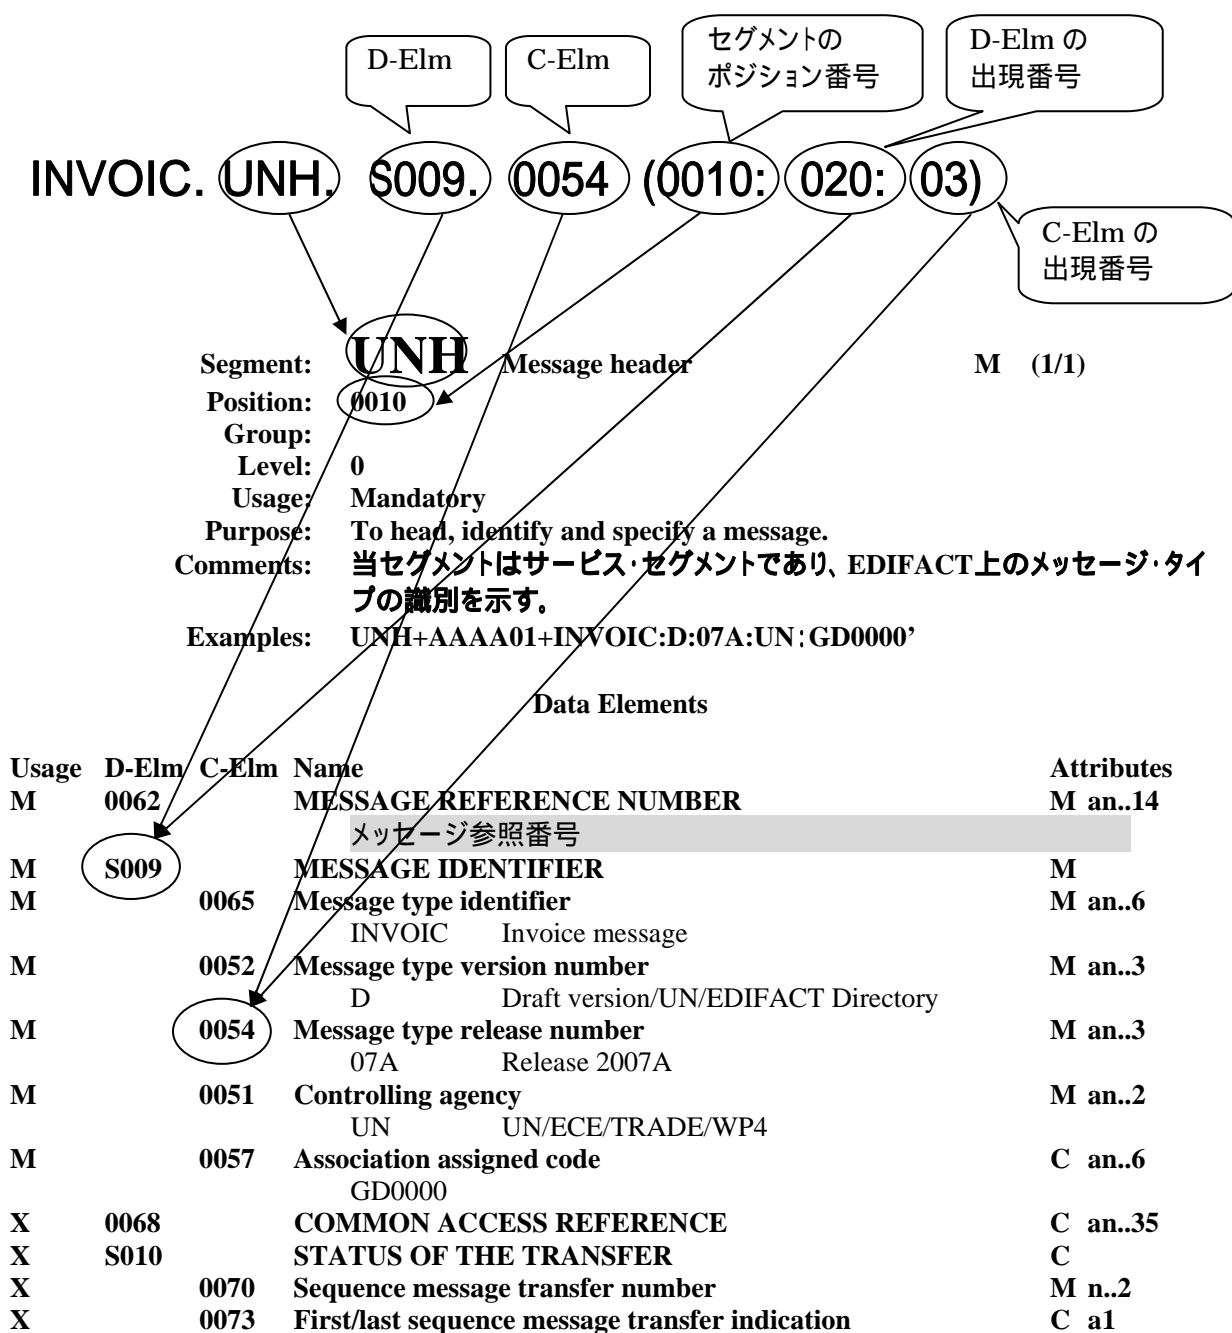 D-Elm
C-Elm
セグメントの
ポジション番号
D-Elm の
出現番号
INVOIC. UNH. S009. 0054 (0010: 020: 03)
C-Elm の
出現番号
Segment: UNH Message header M (1/1)
Position: 0010
Group:
Level: 0
Usage: Mandatory
Purpose: To head, identify and specify a message.
Comments: 当セグメントはサービス・セグメントであり、EDIFACT上のメッセージ・タイ
プの識別を示す。
Examples: UNH+AAAA01+INVOIC:D:07A:UN:GD0000’
Data Elements
Usage D-Elm C-Elm Name Attributes
M 0062 MESSAGE REFERENCE NUMBER M an..14
メッセージ参照番号
M S009 MESSAGE IDENTIFIER M
M 0065 Message type identifier M an..6
INVOIC Invoice message
M 0052 Message type version number M an..3
D Draft version/UN/EDIFACT Directory
M 0054 Message type release number M an..3
07A Release 2007A
M 0051 Controlling agency M an..2
UN UN/ECE/TRADE/WP4
M 0057 Association assigned code C an..6
GD0000
X 0068 COMMON ACCESS REFERENCE C an..35
X S010 STATUS OF THE TRANSFER C
X 0070 Sequence message transfer number M n..2
X 0073 First/last sequence message transfer indication C a1